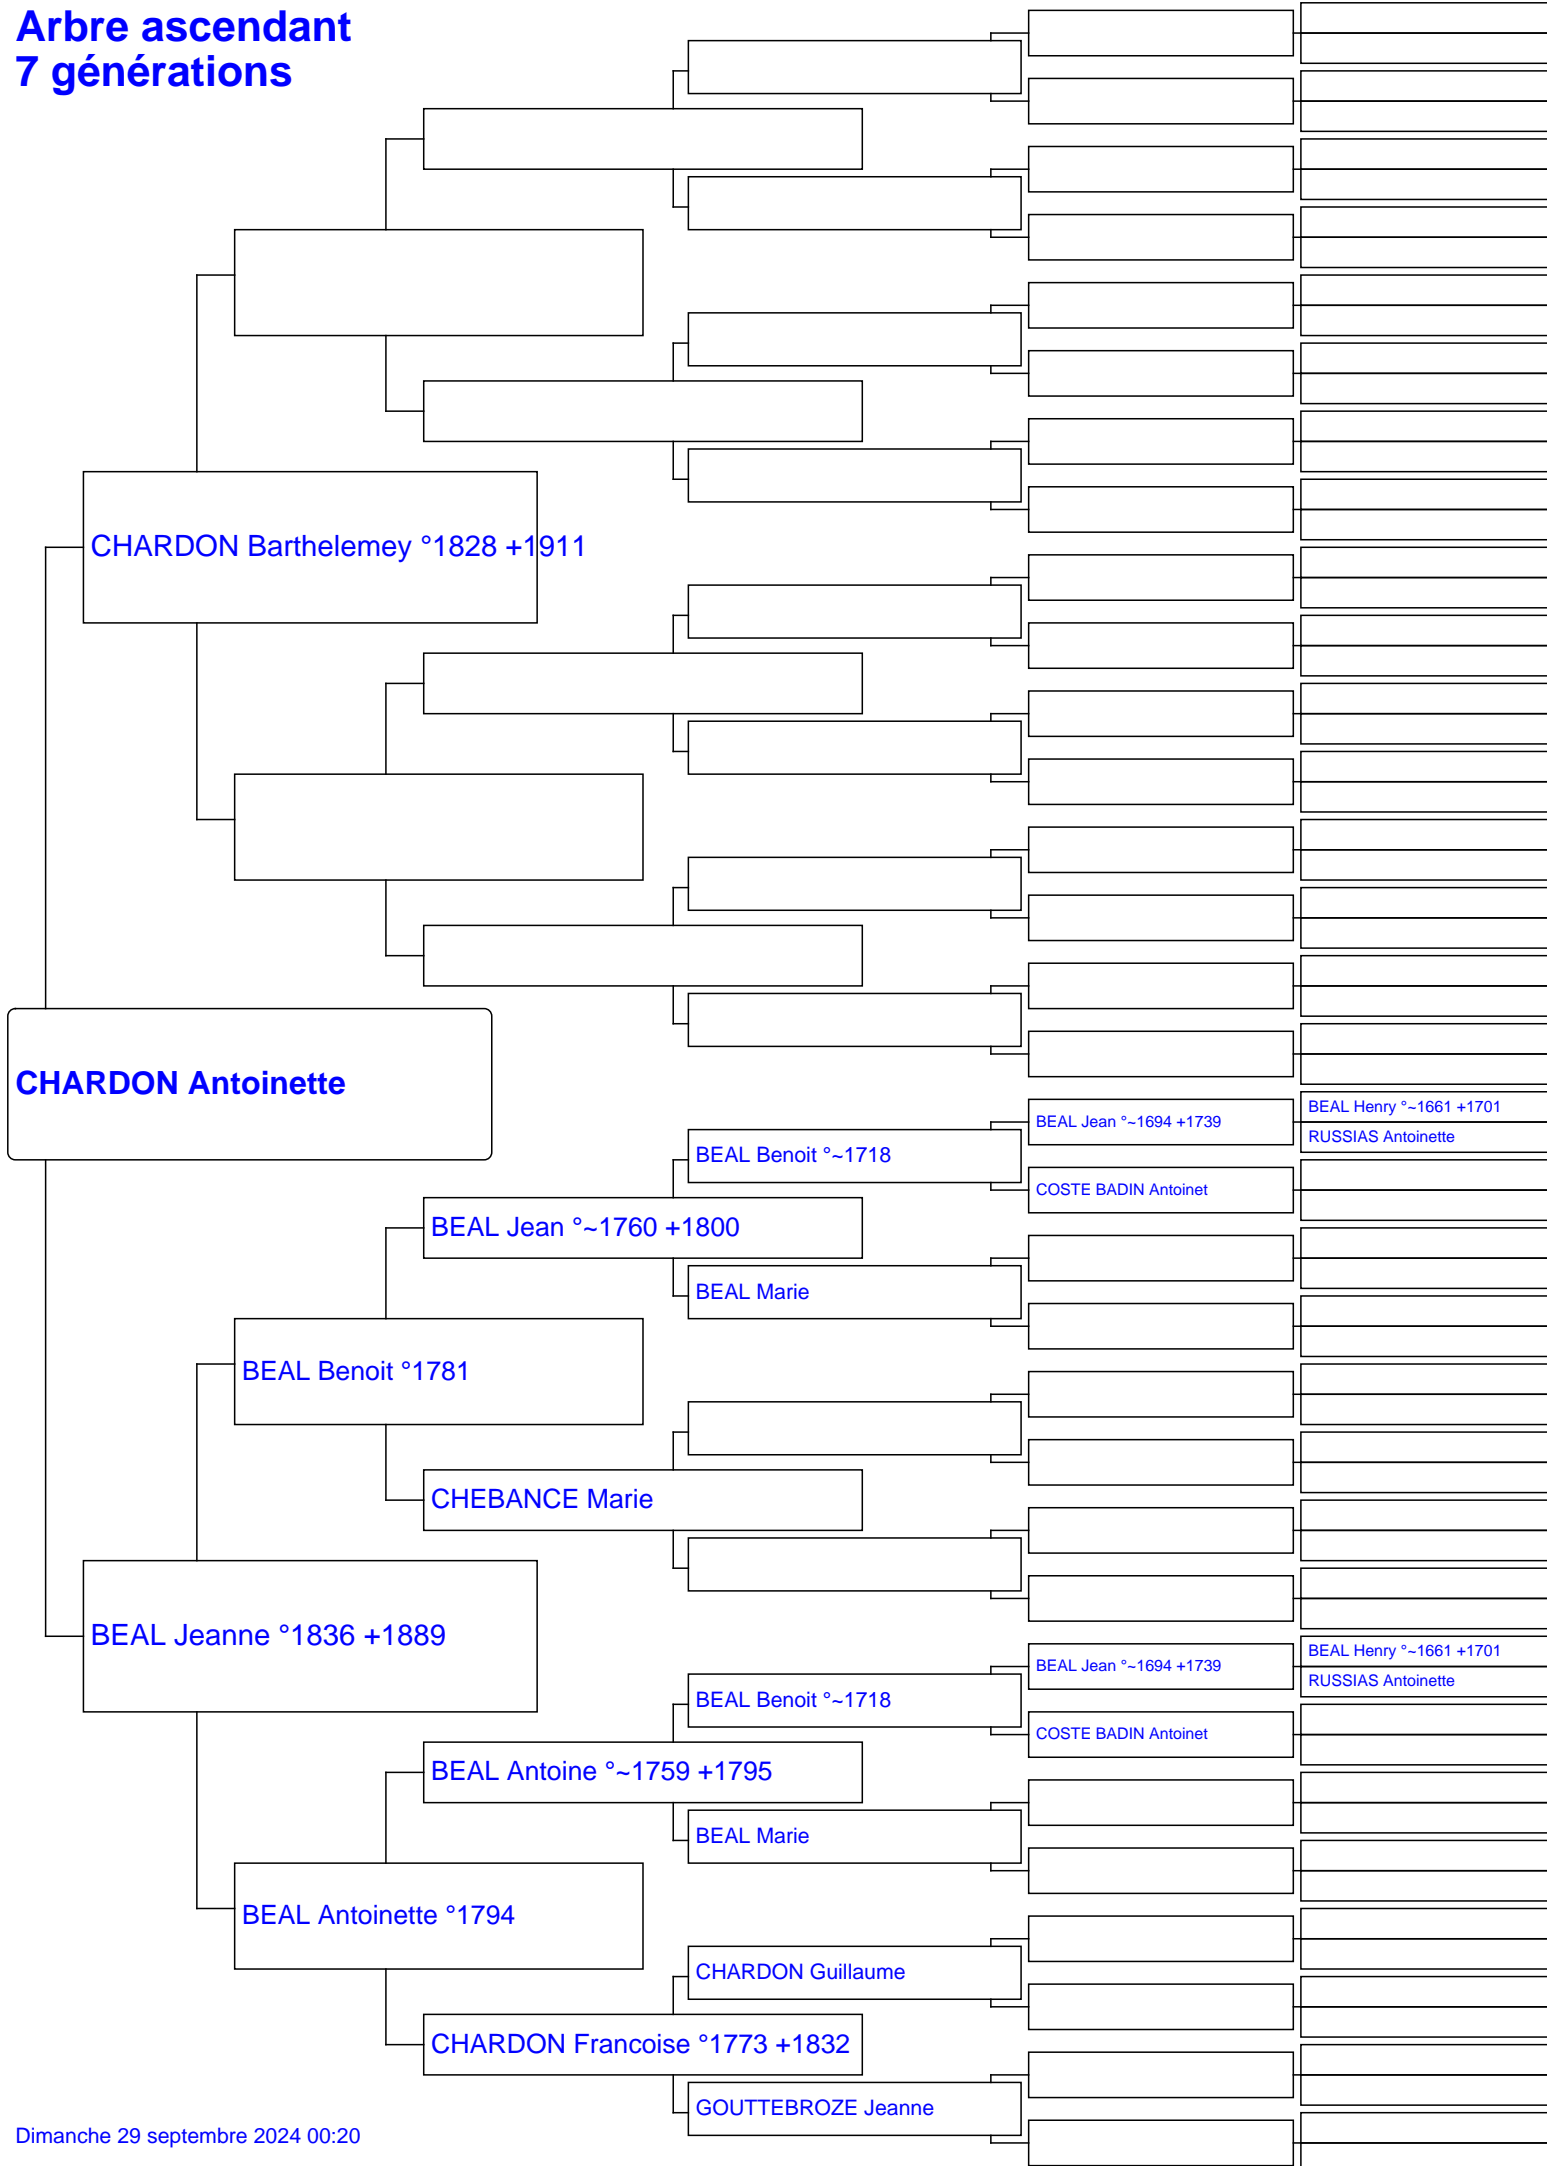 Arbre ascendant
7 générations
CHARDON Barthelemey °1828 +1911
CHARDON Antoinette
BEAL Henry °~1661 +1701
BEAL Jean °~1694 +1739
RUSSIAS Antoinette
BEAL Benoit °~1718
COSTE BADIN Antoinet
BEAL Jean °~1760 +1800
BEAL Marie
BEAL Benoit °1781
CHEBANCE Marie
BEAL Jeanne °1836 +1889
BEAL Henry °~1661 +1701
BEAL Jean °~1694 +1739
RUSSIAS Antoinette
BEAL Benoit °~1718
COSTE BADIN Antoinet
BEAL Antoine °~1759 +1795
BEAL Marie
BEAL Antoinette °1794
CHARDON Guillaume
CHARDON Francoise °1773 +1832
GOUTTEBROZE Jeanne
Dimanche 29 septembre 2024 00:20